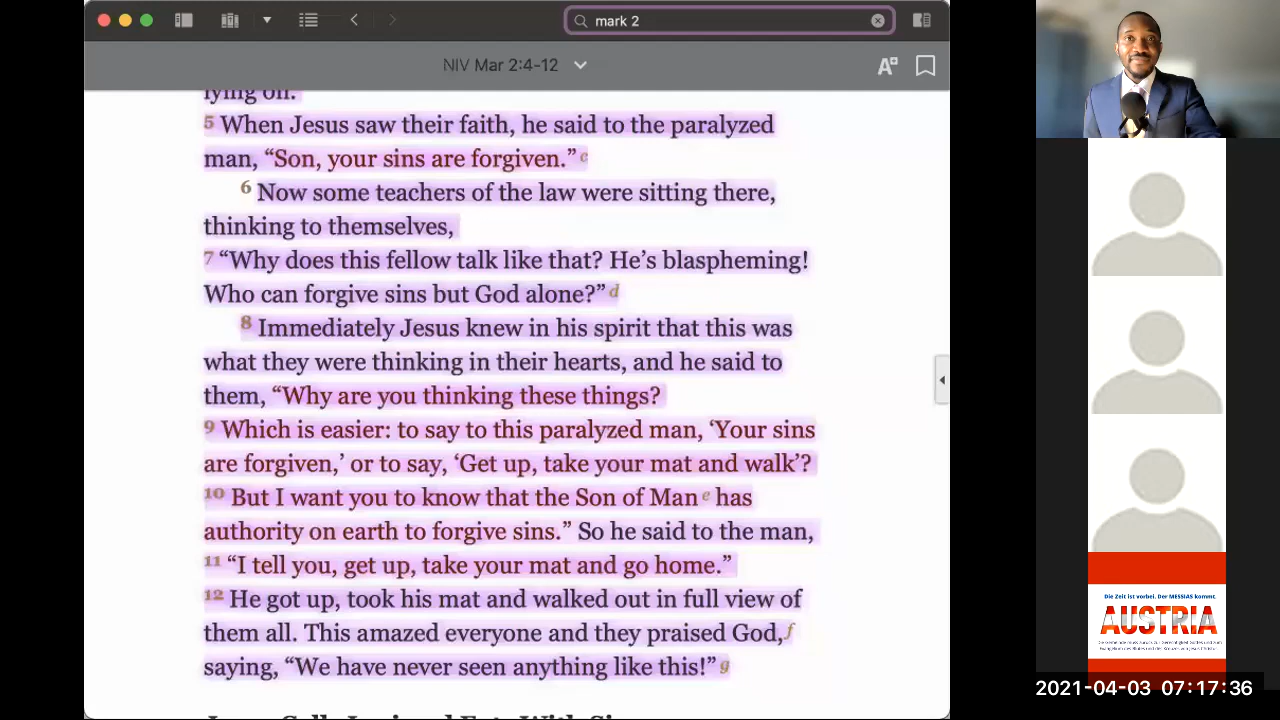 mark 2
NIV Mar 2:4-12
lying on.
5 When Jesus saw their faith, he said to the paralyzed
man, “Son, your sins are forgiven.” c
6 Now some teachers of the law were sitting there,
thinking to themselves,
7 “Why does this fellow talk like that? He’s blaspheming!
Who can forgive sins but God alone?” d
8 Immediately Jesus knew in his spirit that this was
what they were thinking in their hearts, and he said to
them, “Why are you thinking these things?
9 Which is easier: to say to this paralyzed man, ‘Your sins
are forgiven,’ or to say, ‘Get up, take your mat and walk’?
10 But I want you to know that the Son of Man e has
authority on earth to forgive sins.” So he said to the man,
11 “I tell you, get up, take your mat and go home.”
12 He got up, took his mat and walked out in full view of
them all. This amazed everyone and they praised God, f
saying, “We have never seen anything like this!” g
Die Zeit ist vorbei. Der MESSIAS kommt.
AUSTRIA
2021-04-03 07:17:36